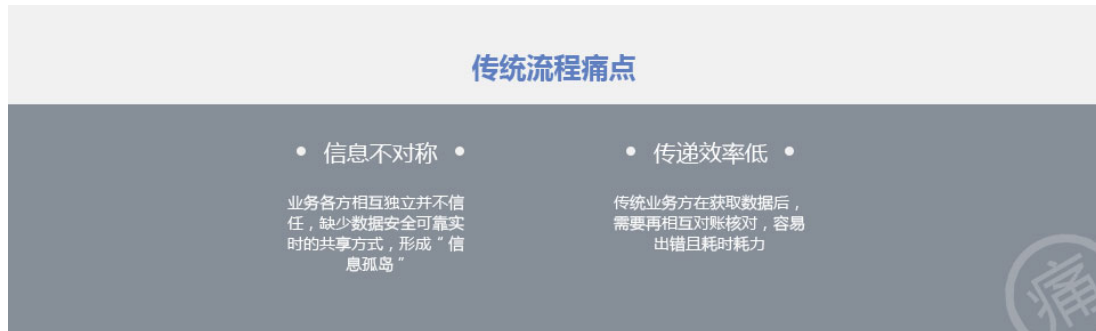 传统流程痛点
• 信息不对称 •
业务各方相互独立并不信
任，缺少数据安全可靠实
时的共享方式，形成“信
息孤岛”
• 传递效率低 •
传统业务方在获取数据后，
需要再相互对账核对，容易
出错且耗时耗力
痛